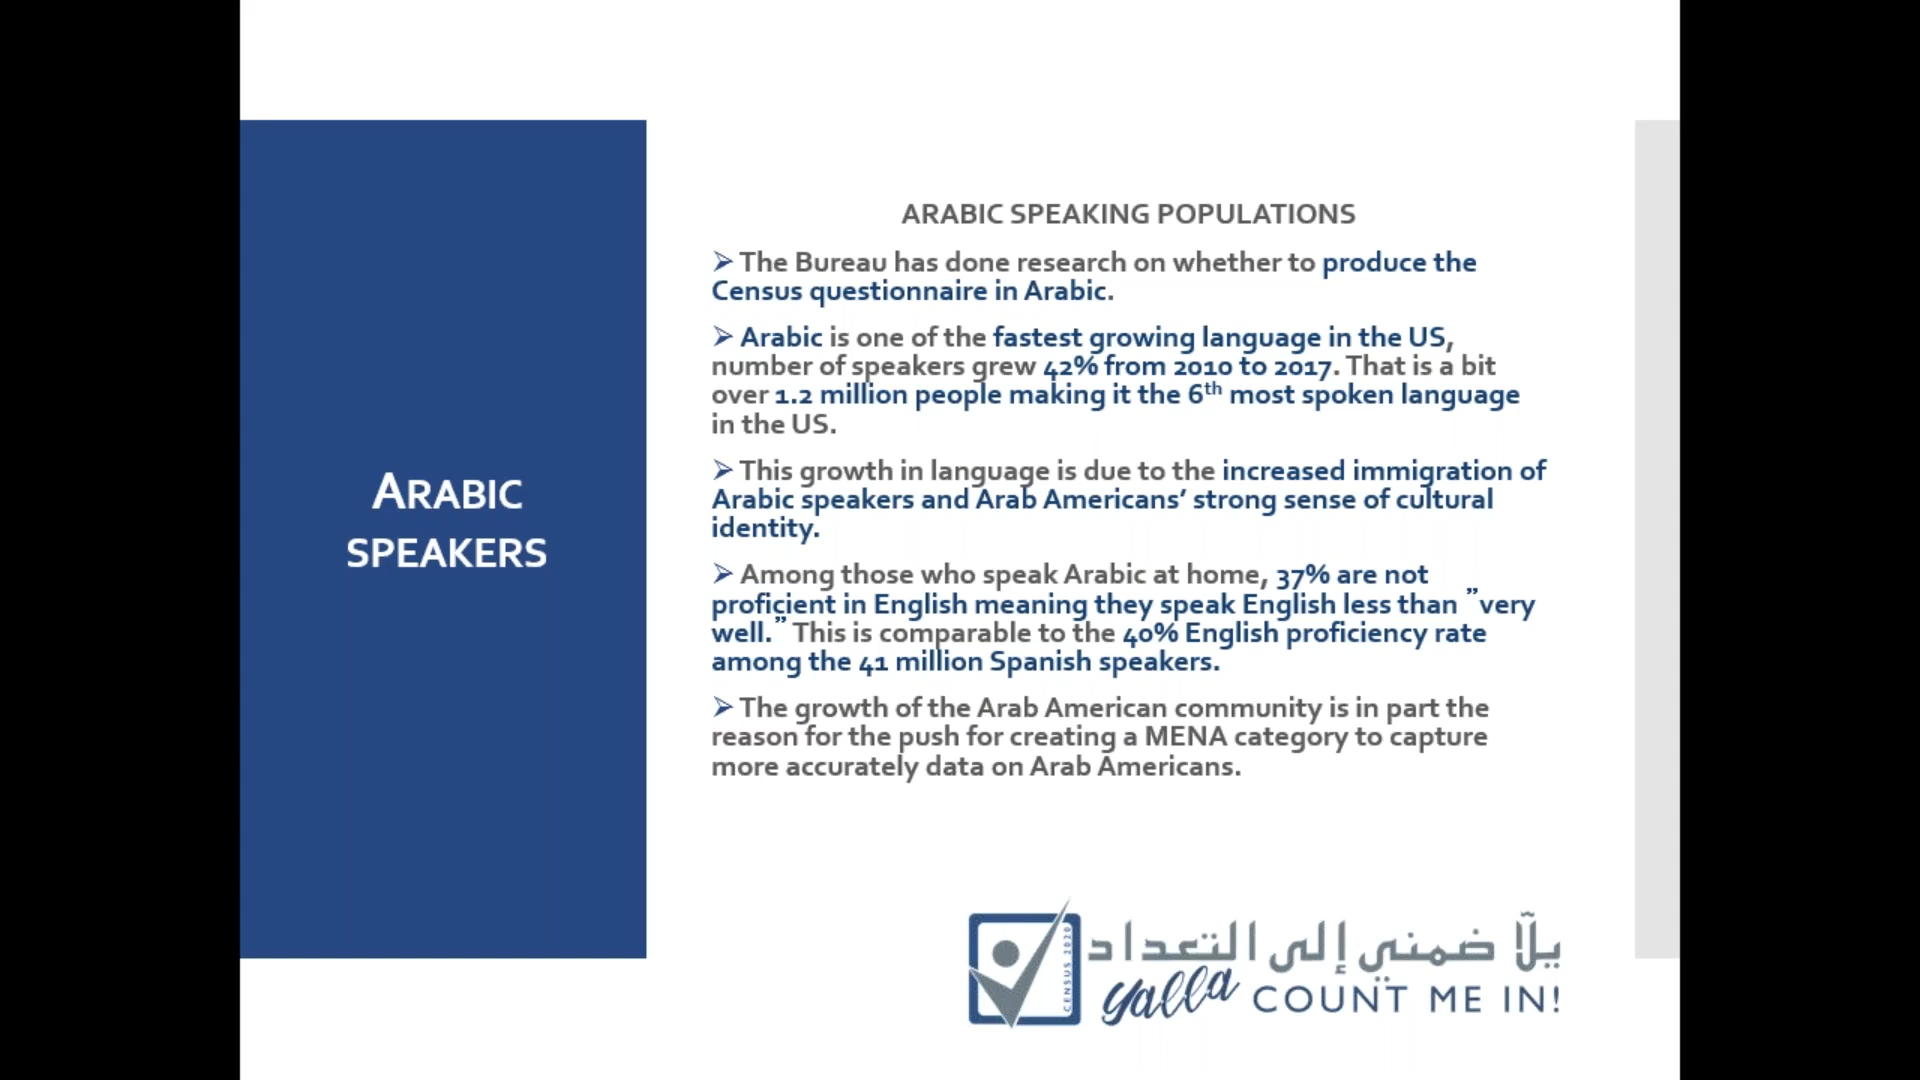 ARABIC
SPEAKERS
ARABIC SPEAKING POPULATIONS
➢ The Bureau has done research on whether to produce the
Census questionnaire in Arabic.
➢ Arabic is one of the fastest growing language in the US,
number of speakers grew 42% from 2010 to 2017. That is a bit
over 1.2 million people making it the 6th most spoken language
in the US.
➢ This growth in language is due to the increased immigration of
Arabic speakers and Arab Americans’ strong sense of cultural
identity.
➢ Among those who speak Arabic at home, 37% are not
proficient in English meaning they speak English less than ”very
well.” This is comparable to the 40% English proficiency rate
among the 41 million Spanish speakers.
➢ The growth of the Arab American community is in part the
reason for the push for creating a MENA category to capture
more accurately data on Arab Americans.
CENSUS 2020
يلّا ضمني إلى التعداد
yalla COUNT ME IN!